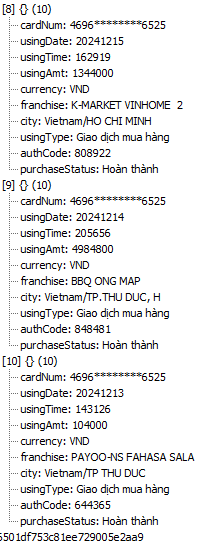 [8] {} (10)
cardNum: 4696********6525
usingDate: 20241215
usingTime: 162919
usingAmt: 1344000
currency: VND
franchise: K-MARKET VINHOME  2
city: Vietnam/HO CHI MINH
usingType: Giao dịch mua hàng
authCode: 808922
purchaseStatus: Hoàn thành
[9] {} (10)
cardNum: 4696********6525
usingDate: 20241214
usingTime: 205656
usingAmt: 4984800
currency: VND
franchise: BBQ ONG MAP
city: Vietnam/TP.THU DUC, H
usingType: Giao dịch mua hàng
authCode: 848481
purchaseStatus: Hoàn thành
[10] {} (10)
cardNum: 4696********6525
usingDate: 20241213
usingTime: 143126
usingAmt: 104000
currency: VND
franchise: PAYOO-NS FAHASA SALA
city: Vietnam/TP THU DUC
usingType: Giao dịch mua hàng
authCode: 644365
purchaseStatus: Hoàn thành
6501df753c81ee729005e2aa9